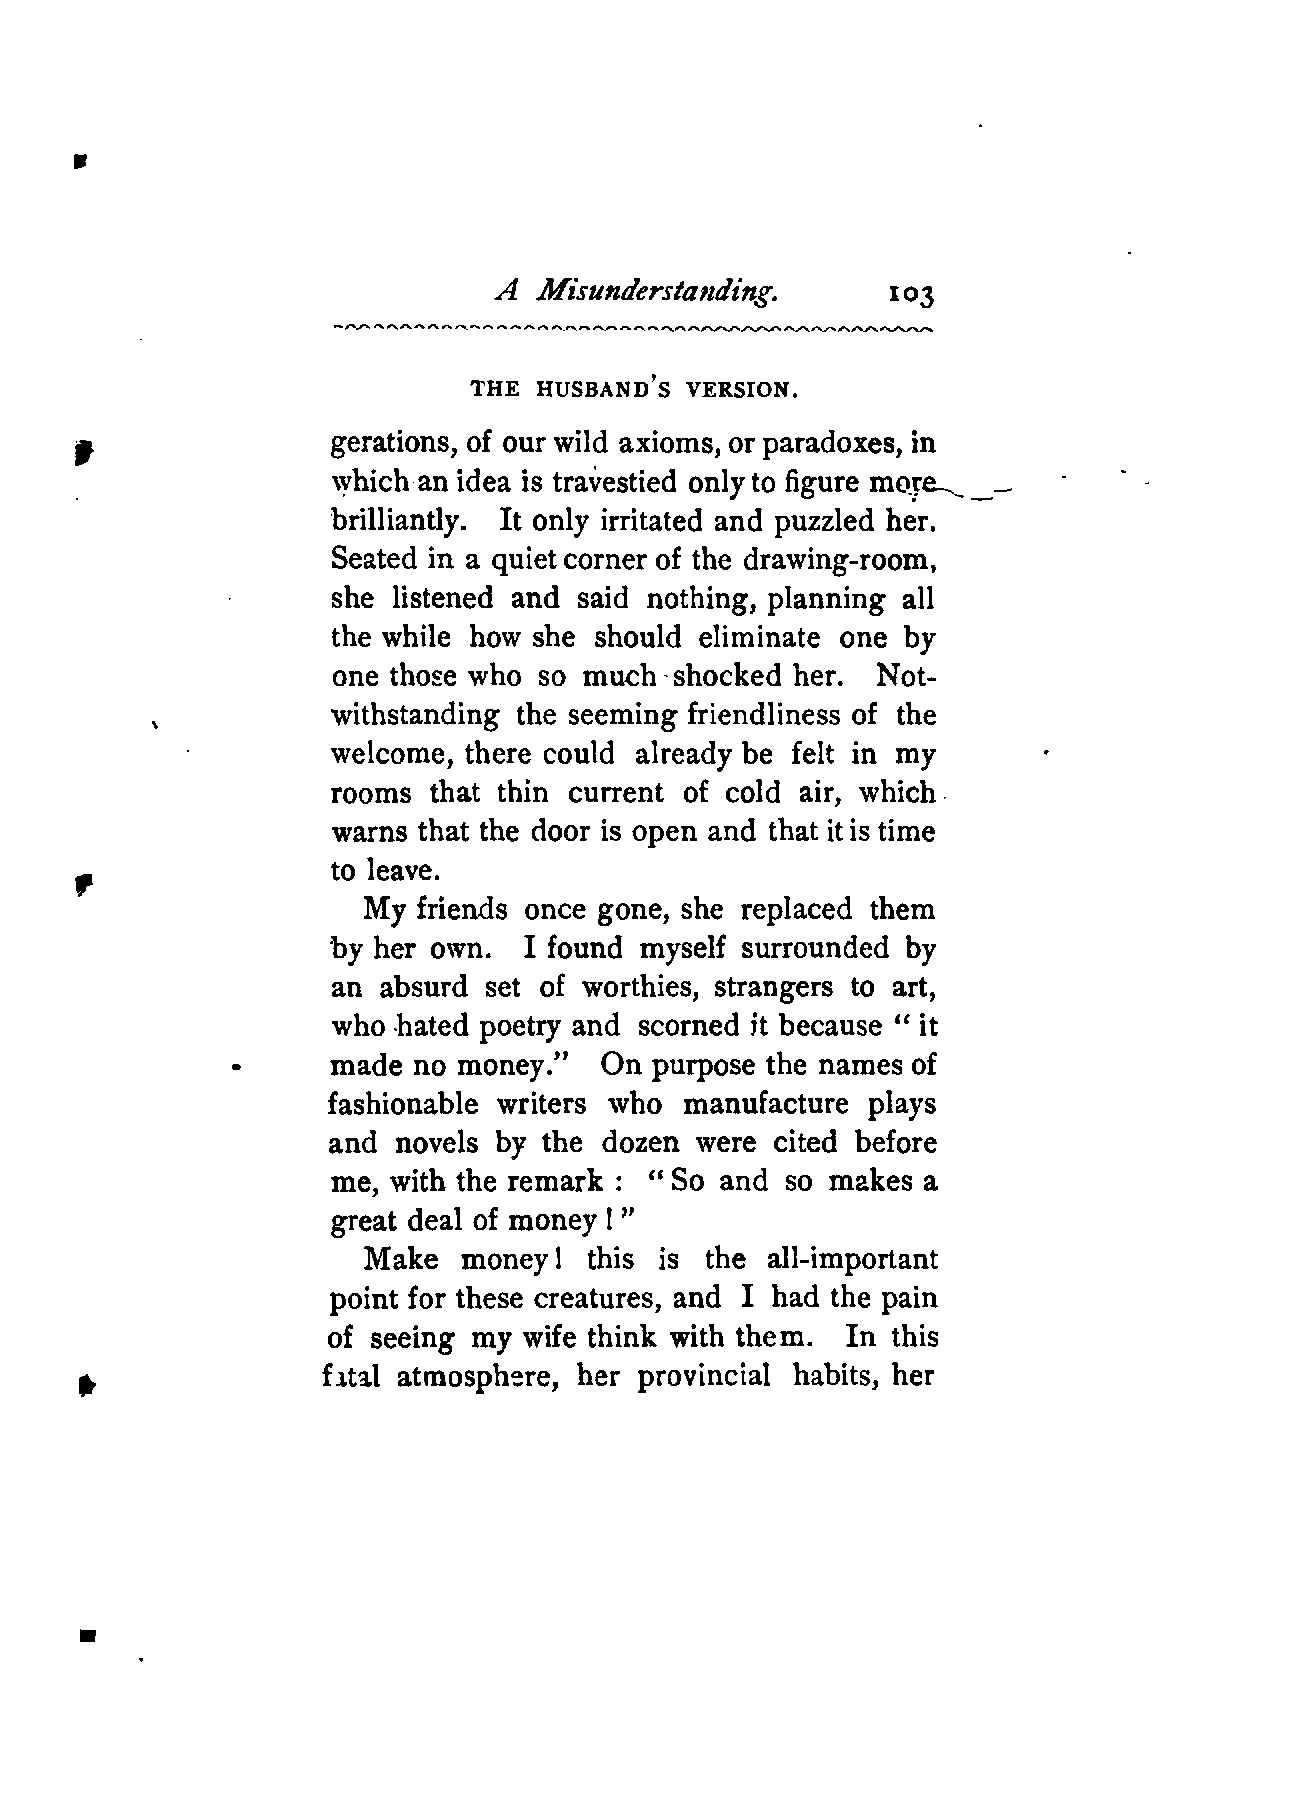 A Misunderstanding. 103
THE HUSBAND'S VERSION.
gerations, of our wild axioms, or paradoxes, in
which an idea is travestied only to figure more
brilliantly. It only irritated and puzzled her.
Seated in a quiet corner of the drawing-room,
she listened and said nothing, planning all
the while how she should eliminate one by
one those who so much shocked her. Not-
withstanding the seeming friendliness of the
welcome, there could already be felt in my
rooms that thin current of cold air, which
warns that the door is open and that it is time
to leave.
My friends once gone, she replaced them
by her own. I found myself surrounded by
an absurd set of worthies, strangers to art,
who hated poetry and scorned it because “ it
made no money.” On purpose the names of
fashionable writers who manufacture plays
and novels by the dozen were cited before
me, with the remark : “ So and so makes a
great deal of money ! ”
Make money ! this is the all-important
point for these creatures, and I had the pain
of seeing my wife think with them. In this
fatal atmosphere, her provincial habits, her